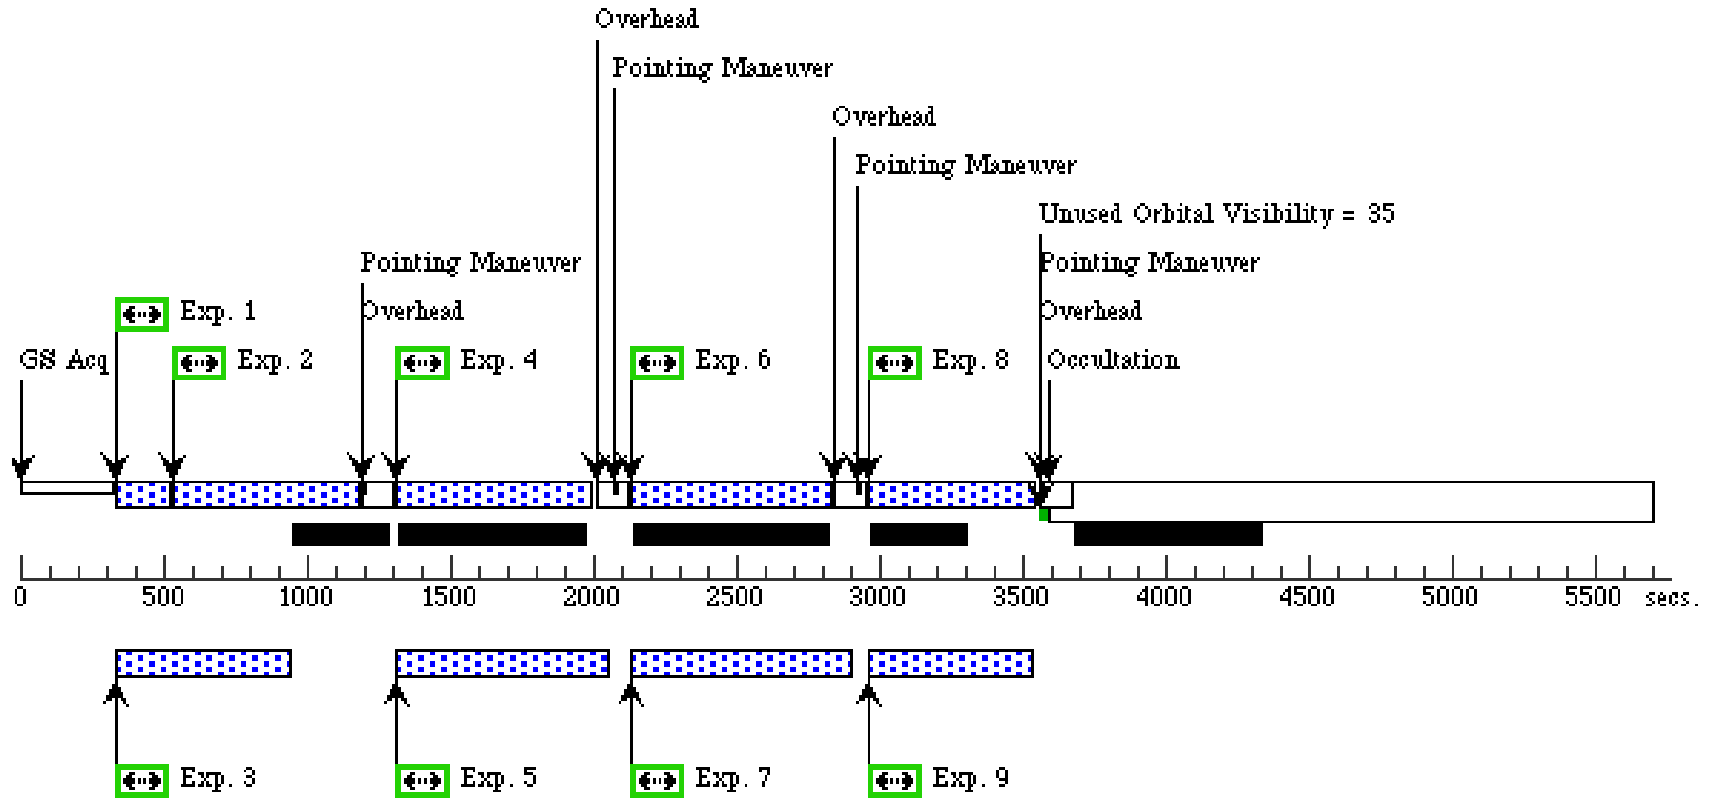 Overhead
Pointing Maneuver
Overhead
Pointing Maneuver
Unused Orbital Visibility = 35
Pointing Maneuver
Pointing Maneuver
Exp. 1
Overhead
Overhead
GS Acq
Exp. 2
Exp. 4
Exp. 6
Exp. 8
Occultation
0 500 1000 1500 2000 2500 3000 3500 4000 4500 5000 5500 secs.
Exp. 3
Exp. 5
Exp. 7
Exp. 9